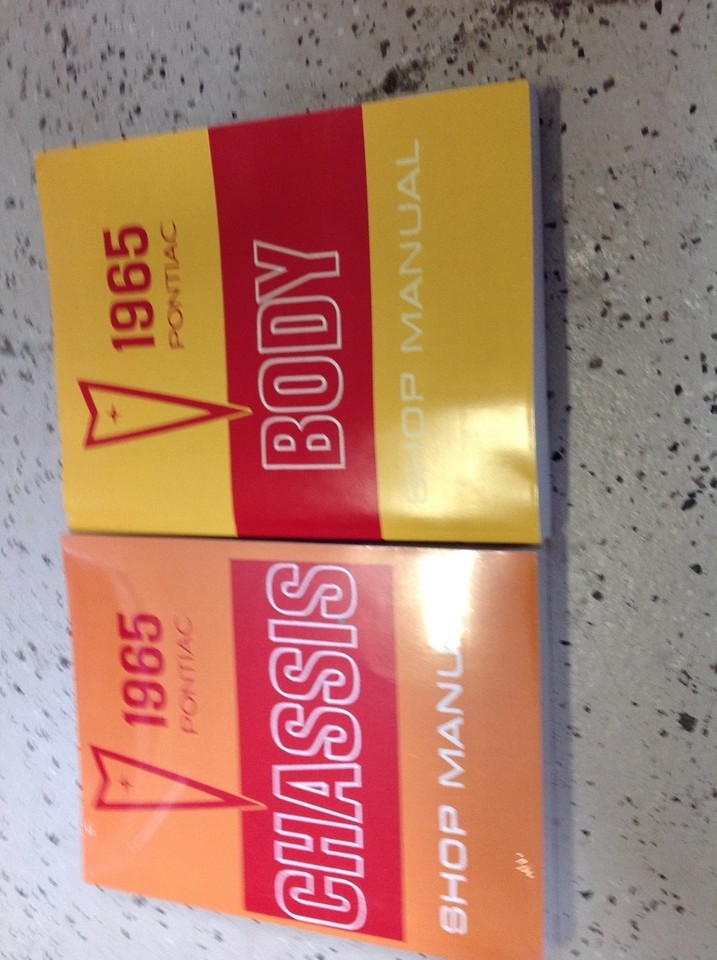 1965
PONTIAC
BODY
SHOP MANUAL
1965
PONTIAC
CHASSIS
SHOP MANUAL